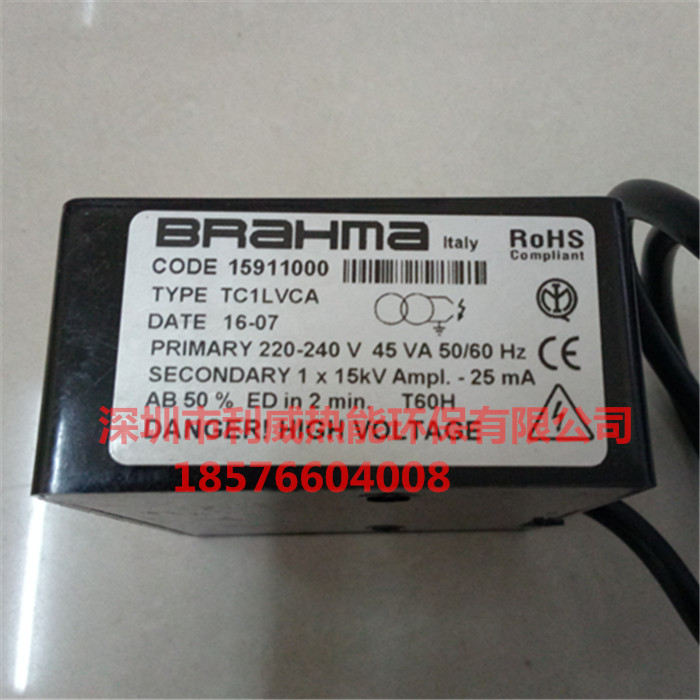 BRAHMA Italy
RoHS
Compliant
CODE 15911000
TYPE TC1LVCA
DATE 16-07
PRIMARY 220-240 V 45 VA 50/60 Hz
SECONDARY 1 x 15kV Ampl. - 25 mA
AB 50 % ED in 2 min. T60H
深圳市利威热能环保有限公司
DANGER! HIGH VOLTAGE
18576604008